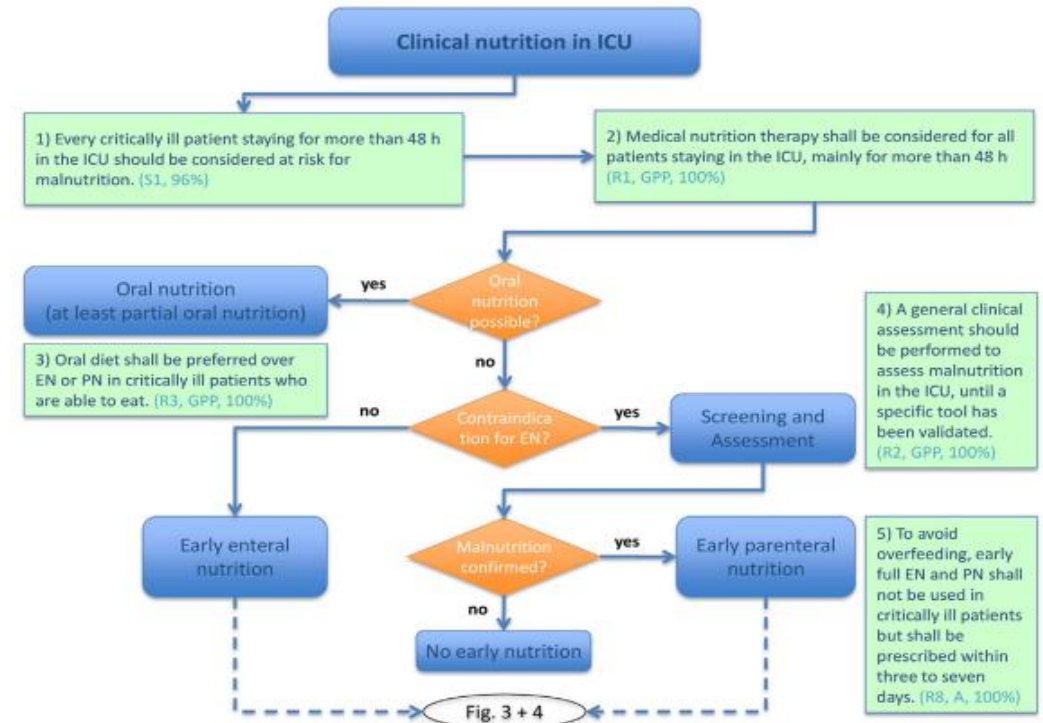 Clinical nutrition in ICU
1) Every critically ill patient staying for more than 48 h
in the ICU should be considered at risk for
malnutrition. (S1, 96%)
2) Medical nutrition therapy shall be considered for all
patients staying in the ICU, mainly for more than 48 h
(R1, GPP, 100%)
Oral
nutrition
possible?
yes
Oral nutrition
(at least partial oral nutrition)
3) Oral diet shall be preferred over
EN or PN in critically ill patients who
are able to eat. (R3, GPP, 100%)
no
4) A general clinical
assessment should
be performed to
assess malnutrition
in the ICU, until a
specific tool has
been validated.
(R2, GPP, 100%)
no
Contraindica
tion for EN?
yes
Screening and
Assessment
Early enteral
nutrition
Malnutrition
confirmed?
yes
Early parenteral
nutrition
5) To avoid
overfeeding, early
full EN and PN shall
not be used in
critically ill patients
but shall be
prescribed within
three to seven
days. (R8, A, 100%)
no
No early nutrition
Fig. 3 + 4